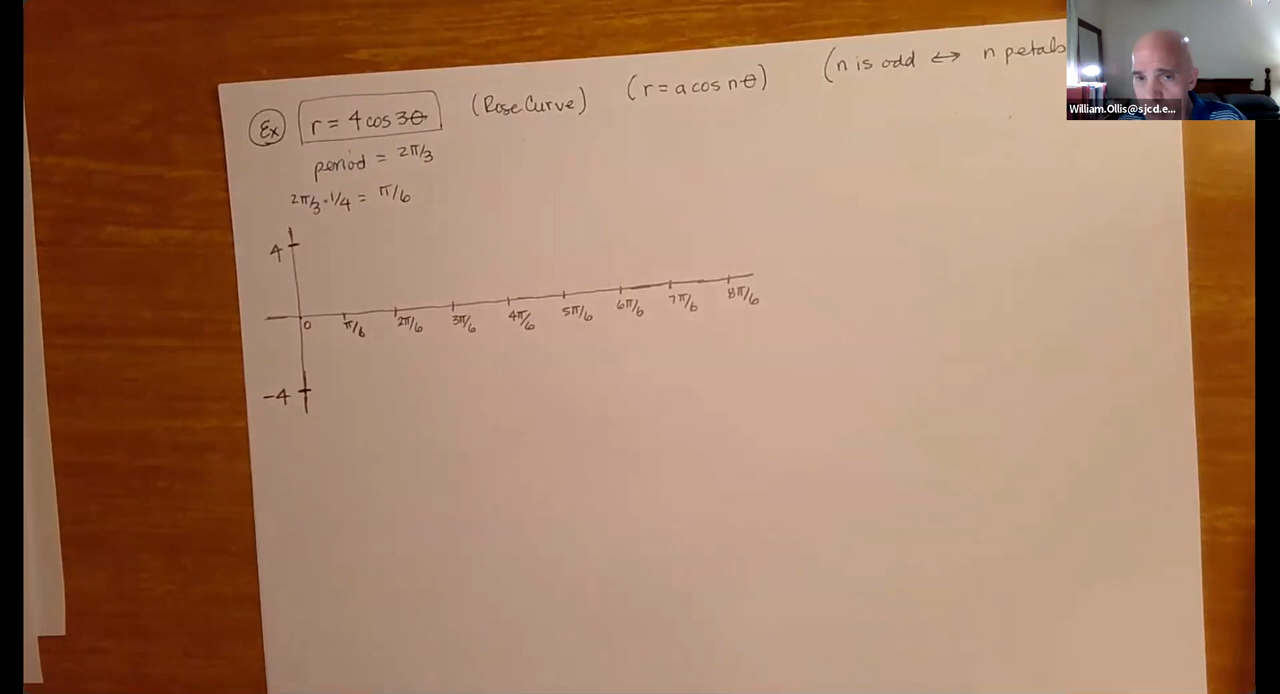 Ex r = 4 cos 3θ (Rose Curve) (r = a cos nθ) (n is odd ↔ n petals
period = 2π/3
2π/3 · 1/4 = π/6
4
0 π/6 2π/6 3π/6 4π/6 5π/6 6π/6 7π/6 8π/6
-4
William.Ollis@sjcd.e...